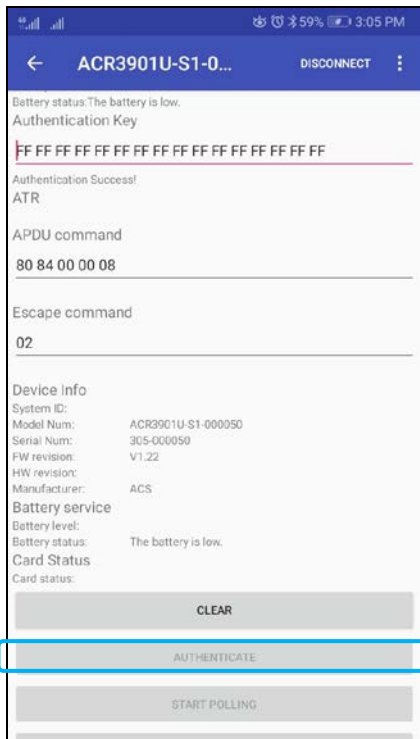 59% 3:05 PM
← ACR3901U-S1-0... DISCONNECT
Battery status:The battery is low.
Authentication Key
FF FF FF FF FF FF FF FF FF FF FF FF FF FF FF FF
Authentication Success!
ATR
APDU command
80 84 00 00 08
Escape command
02
Device Info
System ID:
Model Num: ACR3901U-S1-000050
Serial Num: 305-000050
FW revision: V1.22
HW revision:
Manufacturer: ACS
Battery service
Battery level:
Battery status: The battery is low.
Card Status
Card status:
CLEAR
AUTHENTICATE
START POLLING